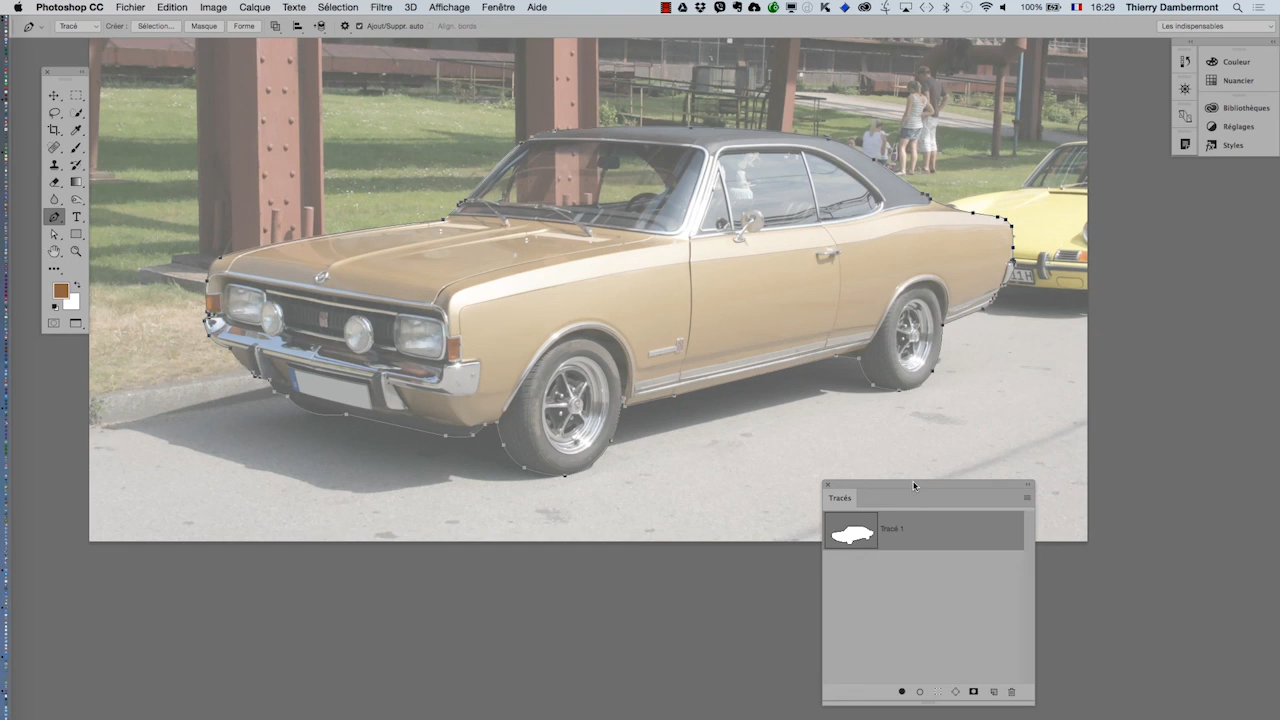 Photoshop CC Fichier Edition Image Calque Texte Sélection Filtre 3D Affichage Fenêtre Aide 100% 16:29 Thierry Dambermont
Tracé Créer : Sélection... Masque Forme Ajout/Suppr. auto Align. bords Les indispensables
Couleur
Nuancier
Bibliothèques
Réglages
Styles
Tracés
Tracé 1